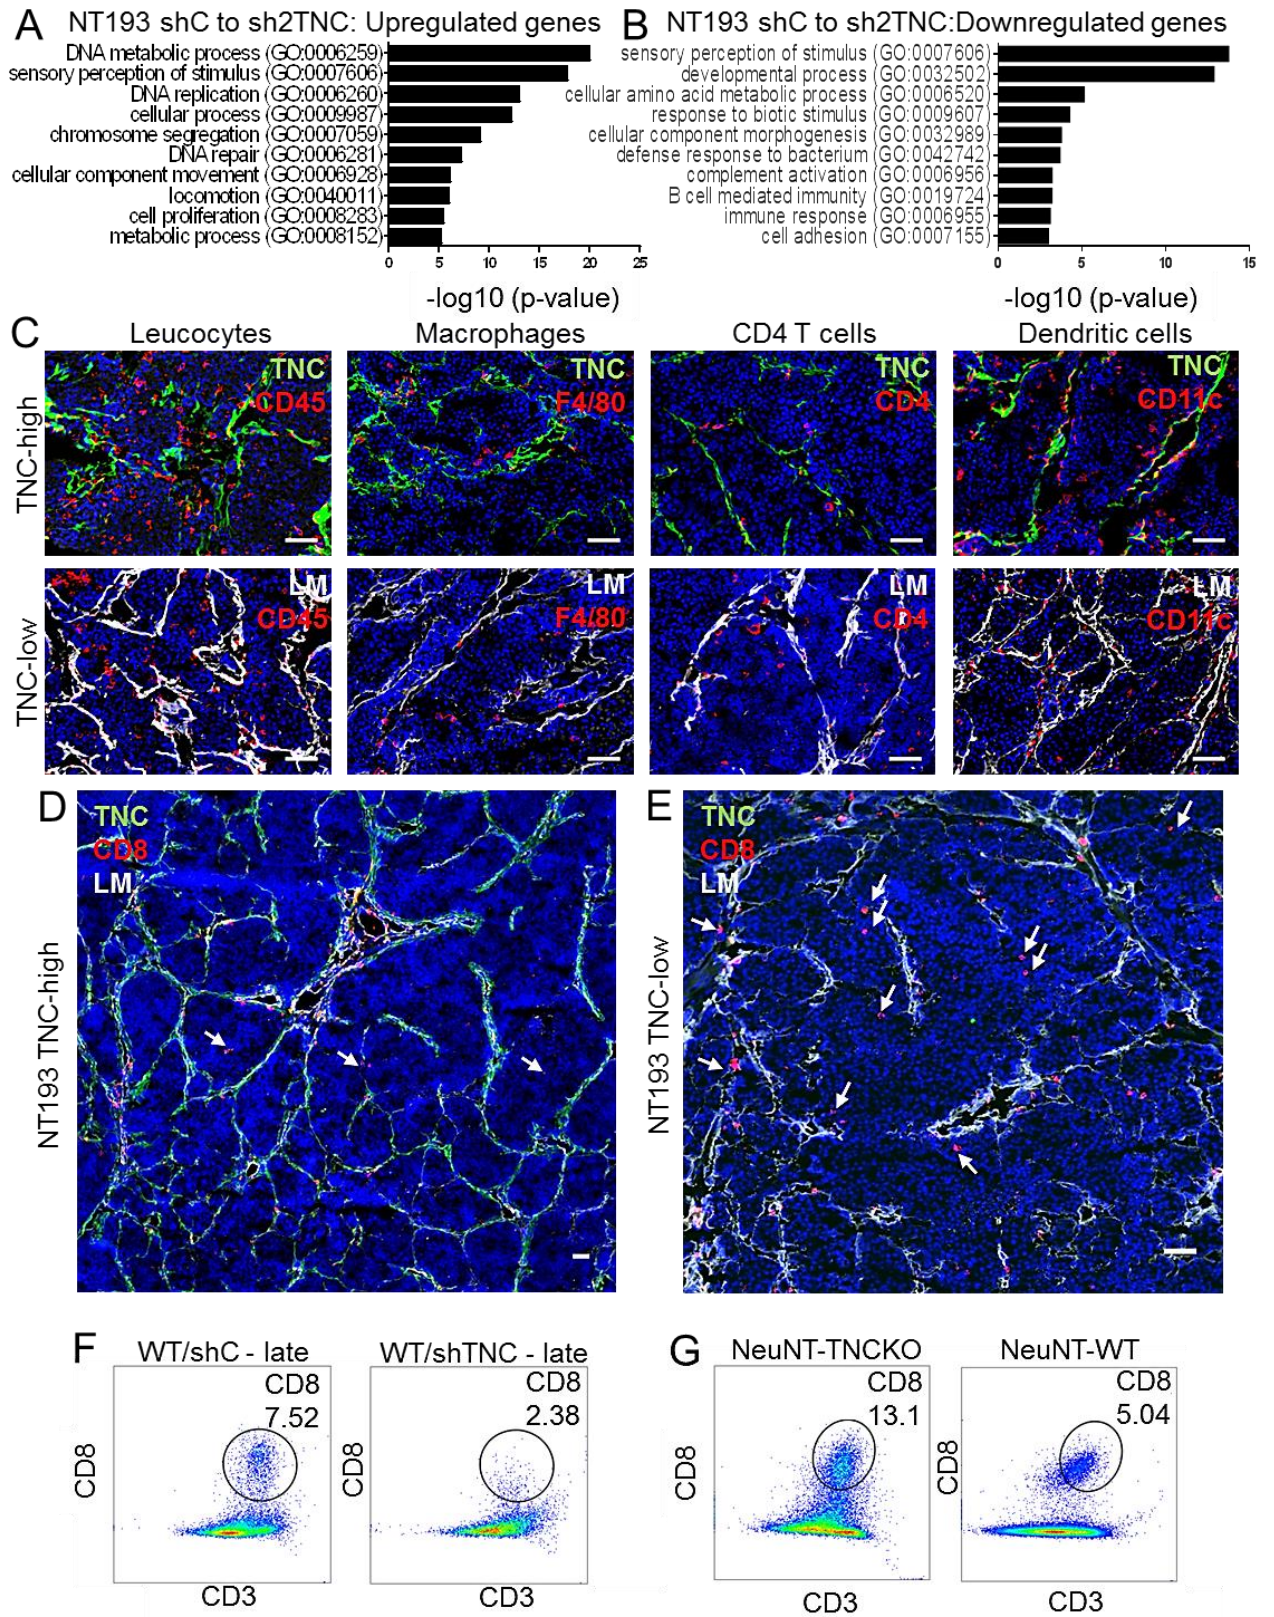 A NT193 shC to sh2TNC: Upregulated genes
DNA metabolic process (GO:0006259)
sensory perception of stimulus (GO:0007606)
DNA replication (GO:0006260)
cellular process (GO:0009987)
chromosome segregation (GO:0007059)
DNA repair (GO:0006281)
cellular component movement (GO:0006928)
locomotion (GO:0040011)
cell proliferation (GO:0008283)
metabolic process (GO:0008152)
0 5 10 15 20 25
-log10 (p-value)
B NT193 shC to sh2TNC:Downregulated genes
sensory perception of stimulus (GO:0007606)
developmental process (GO:0032502)
cellular amino acid metabolic process (GO:0006520)
response to biotic stimulus (GO:0009607)
cellular component morphogenesis (GO:0032989)
defense response to bacterium (GO:0042742)
complement activation (GO:0006956)
B cell mediated immunity (GO:0019724)
immune response (GO:0006955)
cell adhesion (GO:0007155)
0 5 10 15
-log10 (p-value)
C
Leucocytes
Macrophages
CD4 T cells
Dendritic cells
TNC-high
TNC
CD45
TNC
F4/80
TNC
CD4
TNC
CD11c
TNC-low
LM
CD45
LM
F4/80
LM
CD4
LM
CD11c
D
NT193 TNC-high
TNC
CD8
LM
E
NT193 TNC-low
TNC
CD8
LM
F
WT/shC - late
CD8
7.52
CD8
CD3
WT/shTNC - late
CD8
2.38
CD8
CD3
G
NeuNT-TNCKO
CD8
13.1
CD8
CD3
NeuNT-WT
CD8
5.04
CD8
CD3